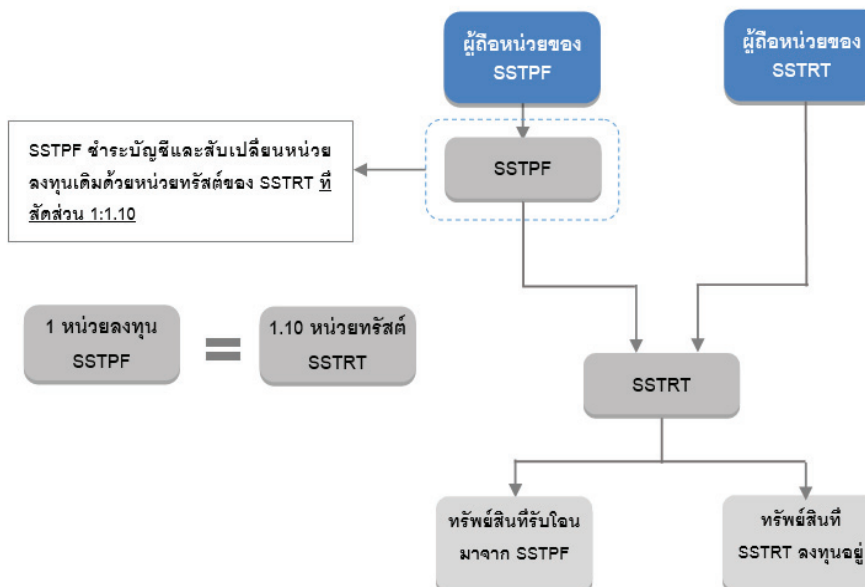 ผู้ถือหน่วยของ
SSTPF
ผู้ถือหน่วยของ
SSTRT
SSTPF ชำระบัญชีและสับเปลี่ยนหน่วย
ลงทุนเดิมด้วยหน่วยทรัสต์ของ SSTRT ที่
สัดส่วน 1:1.10
SSTPF
1 หน่วยลงทุน
SSTPF
=
1.10 หน่วยทรัสต์
SSTRT
SSTRT
ทรัพย์สินที่รับโอน
มาจาก SSTPF
ทรัพย์สินที่
SSTRT ลงทุนอยู่